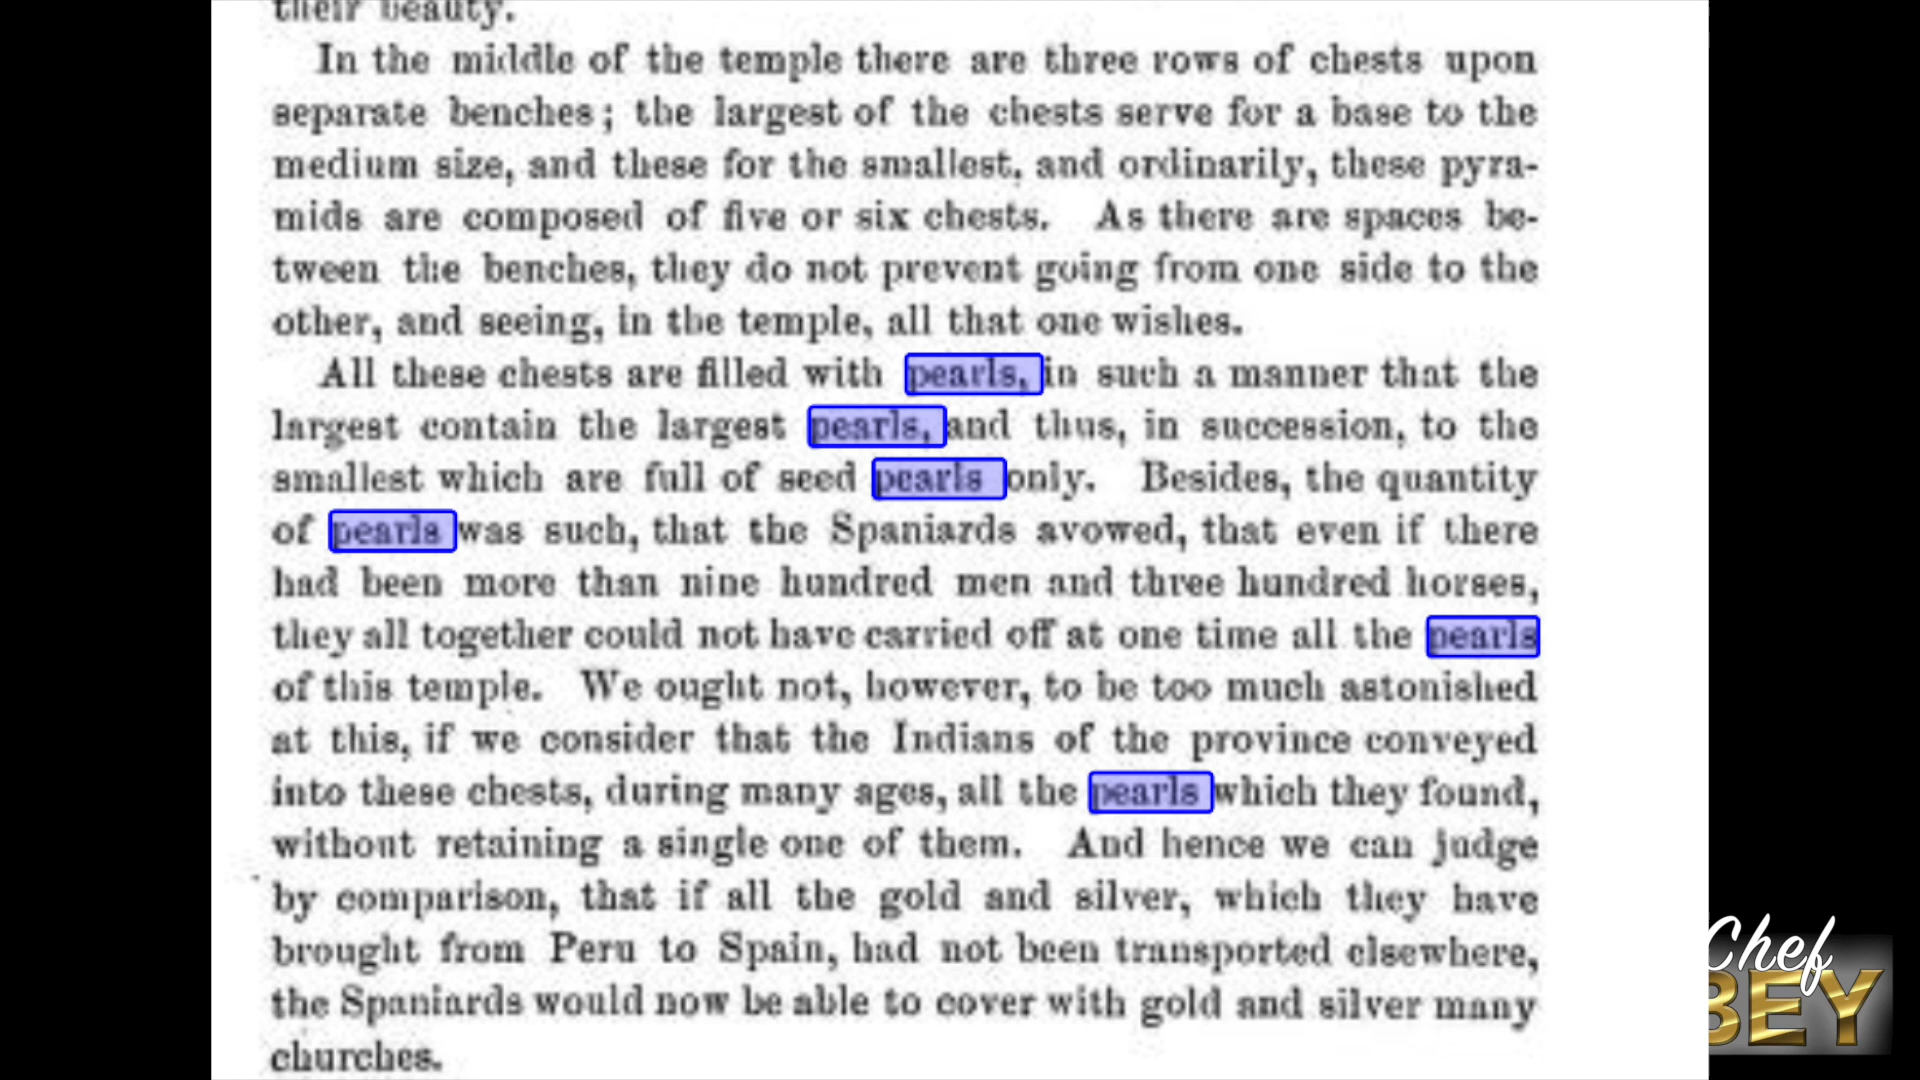 their beauty.
In the middle of the temple there are three rows of chests upon
separate benches; the largest of the chests serve for a base to the
medium size, and these for the smallest, and ordinarily, these pyra-
mids are composed of five or six chests. As there are spaces be-
tween the benches, they do not prevent going from one side to the
other, and seeing, in the temple, all that one wishes.
All these chests are filled with pearls, in such a manner that the
largest contain the largest pearls, and thus, in succession, to the
smallest which are full of seed pearls only. Besides, the quantity
of pearls was such, that the Spaniards avowed, that even if there
had been more than nine hundred men and three hundred horses,
they all together could not have carried off at one time all the pearls
of this temple. We ought not, however, to be too much astonished
at this, if we consider that the Indians of the province conveyed
into these chests, during many ages, all the pearls which they found,
without retaining a single one of them. And hence we can judge
by comparison, that if all the gold and silver, which they have
brought from Peru to Spain, had not been transported elsewhere,
the Spaniards would now be able to cover with gold and silver many
churches.
Chef
BEY